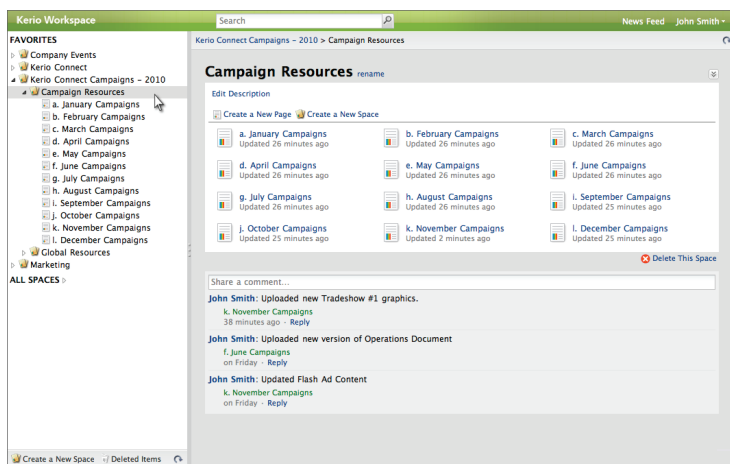 Kerio Workspace
Search
News Feed John Smith
FAVORITES
Company Events
Kerio Connect
Kerio Connect Campaigns – 2010
Campaign Resources
a. January Campaigns
b. February Campaigns
c. March Campaigns
d. April Campaigns
e. May Campaigns
f. June Campaigns
g. July Campaigns
h. August Campaigns
i. September Campaigns
j. October Campaigns
k. November Campaigns
l. December Campaigns
Global Resources
Marketing
ALL SPACES
Create a New Space Deleted Items
Kerio Connect Campaigns – 2010 > Campaign Resources
Campaign Resources rename
Edit Description
Create a New Page Create a New Space
a. January Campaigns
Updated 26 minutes ago
b. February Campaigns
Updated 26 minutes ago
c. March Campaigns
Updated 26 minutes ago
d. April Campaigns
Updated 26 minutes ago
e. May Campaigns
Updated 26 minutes ago
f. June Campaigns
Updated 26 minutes ago
g. July Campaigns
Updated 26 minutes ago
h. August Campaigns
Updated 26 minutes ago
i. September Campaigns
Updated 25 minutes ago
j. October Campaigns
Updated 25 minutes ago
k. November Campaigns
Updated 2 minutes ago
l. December Campaigns
Updated 25 minutes ago
Delete This Space
Share a comment...
John Smith: Uploaded new Tradeshow #1 graphics.
k. November Campaigns
38 minutes ago - Reply
John Smith: Uploaded new version of Operations Document
f. June Campaigns
on Friday - Reply
John Smith: Updated Flash Ad Content
k. November Campaigns
on Friday - Reply